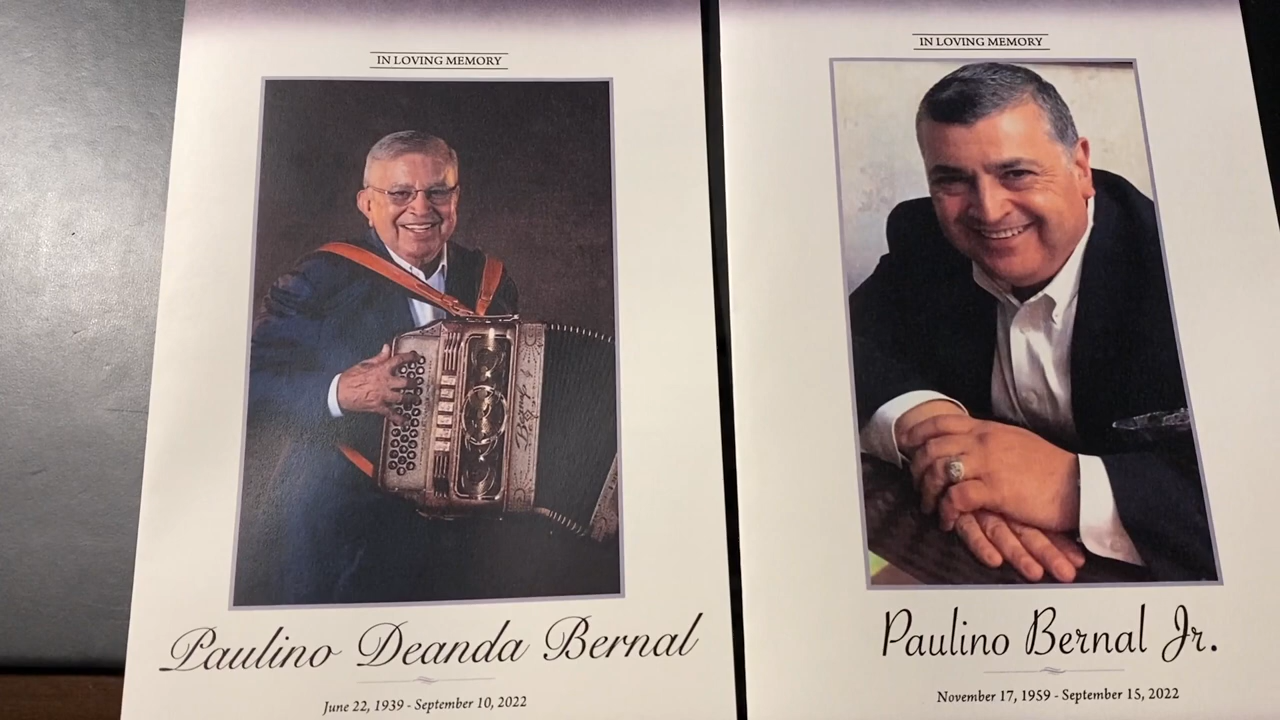 IN LOVING MEMORY
Paulino Deanda Bernal
June 22, 1939 - September 10, 2022
IN LOVING MEMORY
Paulino Bernal Jr.
November 17, 1959 - September 15, 2022